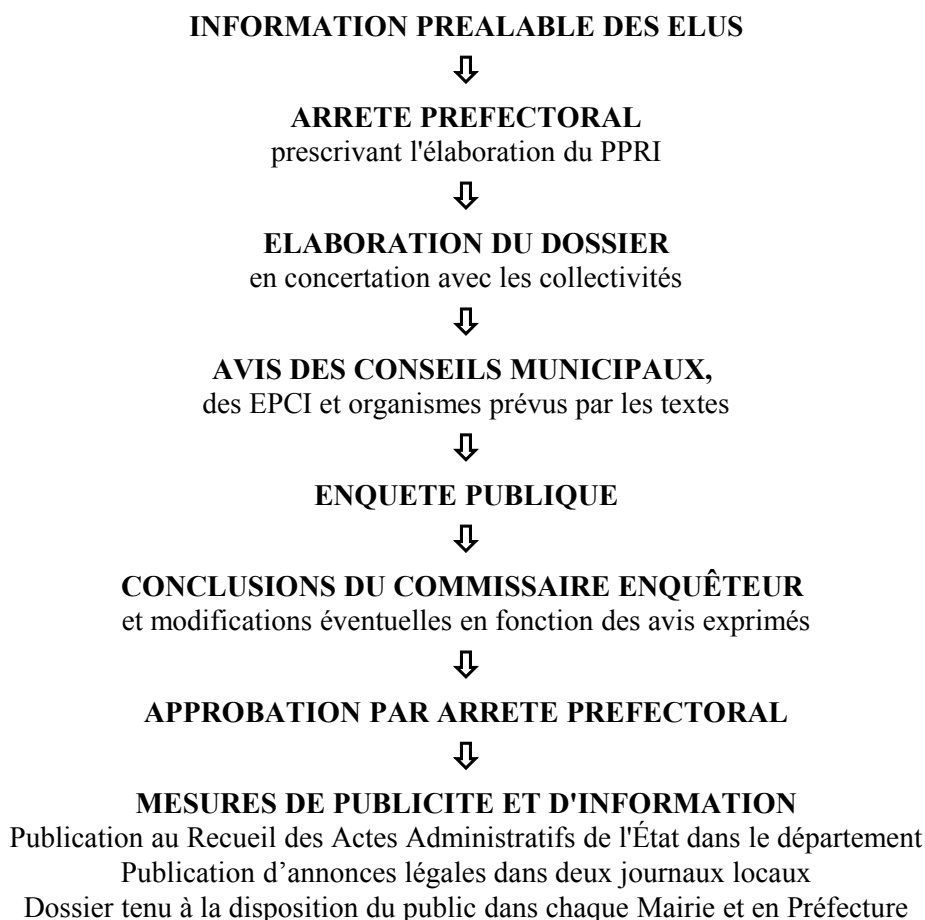 INFORMATION PREALABLE DES ELUS
⇩
ARRETE PREFECTORAL
prescrivant l'élaboration du PPRI
⇩
ELABORATION DU DOSSIER
en concertation avec les collectivités
⇩
AVIS DES CONSEILS MUNICIPAUX,
des EPCI et organismes prévus par les textes
⇩
ENQUETE PUBLIQUE
⇩
CONCLUSIONS DU COMMISSAIRE ENQUÊTEUR
et modifications éventuelles en fonction des avis exprimés
⇩
APPROBATION PAR ARRETE PREFECTORAL
⇩
MESURES DE PUBLICITE ET D'INFORMATION
Publication au Recueil des Actes Administratifs de l'État dans le département
Publication d’annonces légales dans deux journaux locaux
Dossier tenu à la disposition du public dans chaque Mairie et en Préfecture